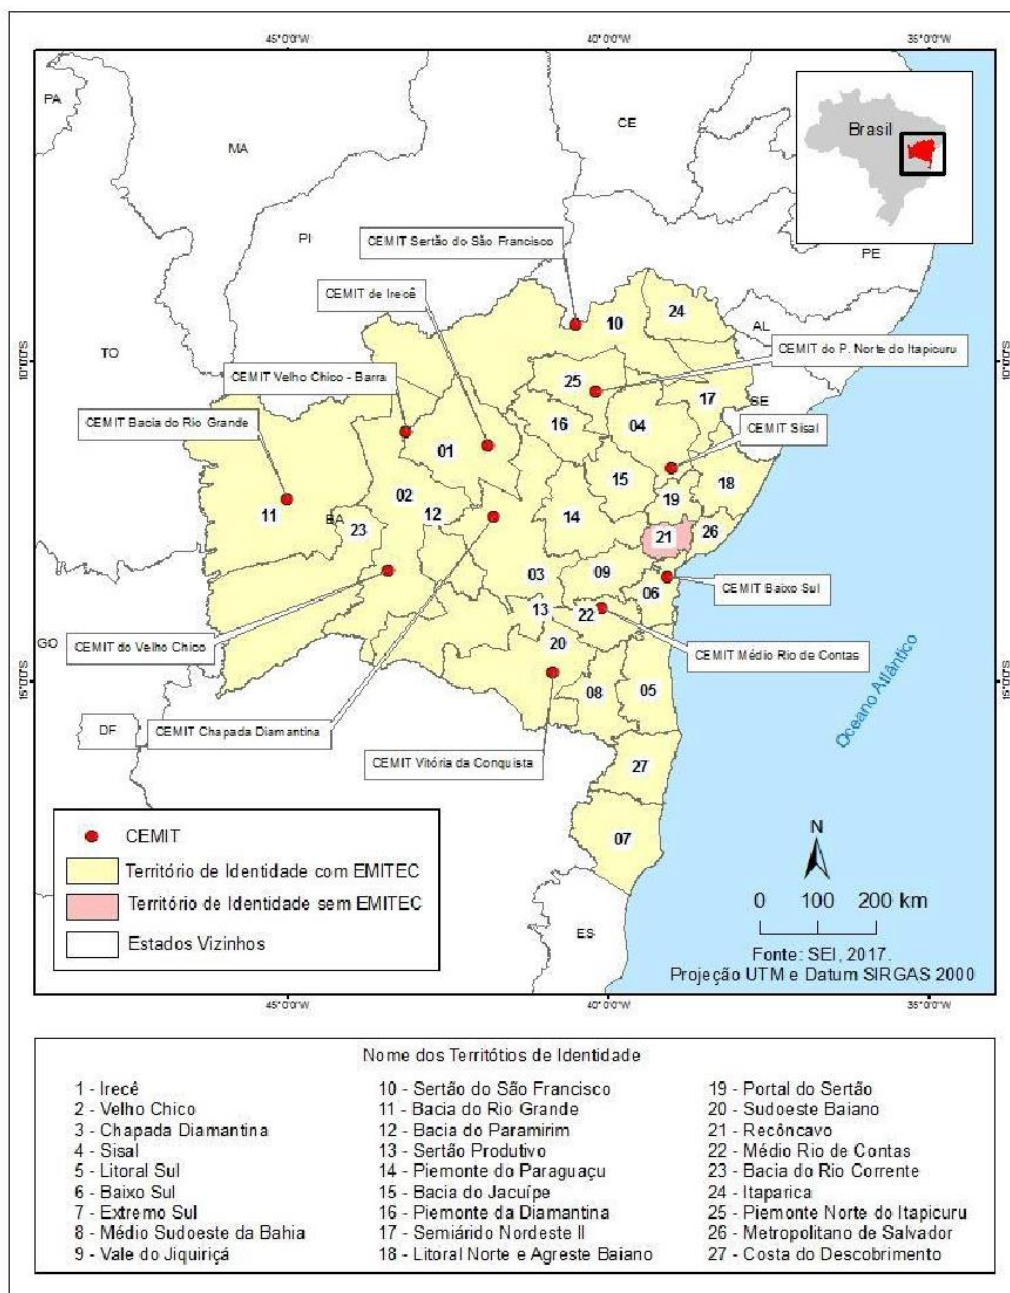 45°0'0"W 40°0'0"W 35°0'0"W
PA
MA
CE
Brasil
PI
CEMIT Sertão do São Francisco
PE
CEMIT de Irecê
24
10
AL
TO
10°0'0"S
10°0'0"S
CEMIT do P. Norte do Itapicuru
CEMIT Velho Chico - Barra
25
17
SE
CEMIT Bacia do Rio Grande
16
04
CEMIT Sisal
01
15
18
02
19
11
BA
12
14
23
21
26
03
09
06
CEMIT Baixo Sul
13
22
GO
CEMIT do Velho Chico
20
CEMIT Médio Rio de Contas
15°0'0"S
15°0'0"S
08
05
DF
CEMIT Chapada Diamantina
Oceano Atlântico
CEMIT Vitória da Conquista
27
07
CEMIT
N
Território de Identidade com EMITEC
Território de Identidade sem EMITEC
0 100 200 km
Estados Vizinhos
ES
Fonte: SEI, 2017.
Projeção UTM e Datum SIRGAS 2000
45°0'0"W 40°0'0"W 35°0'0"W
Nome dos Territótios de Identidade
1 - Irecê
2 - Velho Chico
3 - Chapada Diamantina
4 - Sisal
5 - Litoral Sul
6 - Baixo Sul
7 - Extremo Sul
8 - Médio Sudoeste da Bahia
9 - Vale do Jiquiriçá
10 - Sertão do São Francisco
11 - Bacia do Rio Grande
12 - Bacia do Paramirim
13 - Sertão Produtivo
14 - Piemonte do Paraguaçu
15 - Bacia do Jacuípe
16 - Piemonte da Diamantina
17 - Semiárido Nordeste II
18 - Litoral Norte e Agreste Baiano
19 - Portal do Sertão
20 - Sudoeste Baiano
21 - Recôncavo
22 - Médio Rio de Contas
23 - Bacia do Rio Corrente
24 - Itaparica
25 - Piemonte Norte do Itapicuru
26 - Metropolitano de Salvador
27 - Costa do Descobrimento